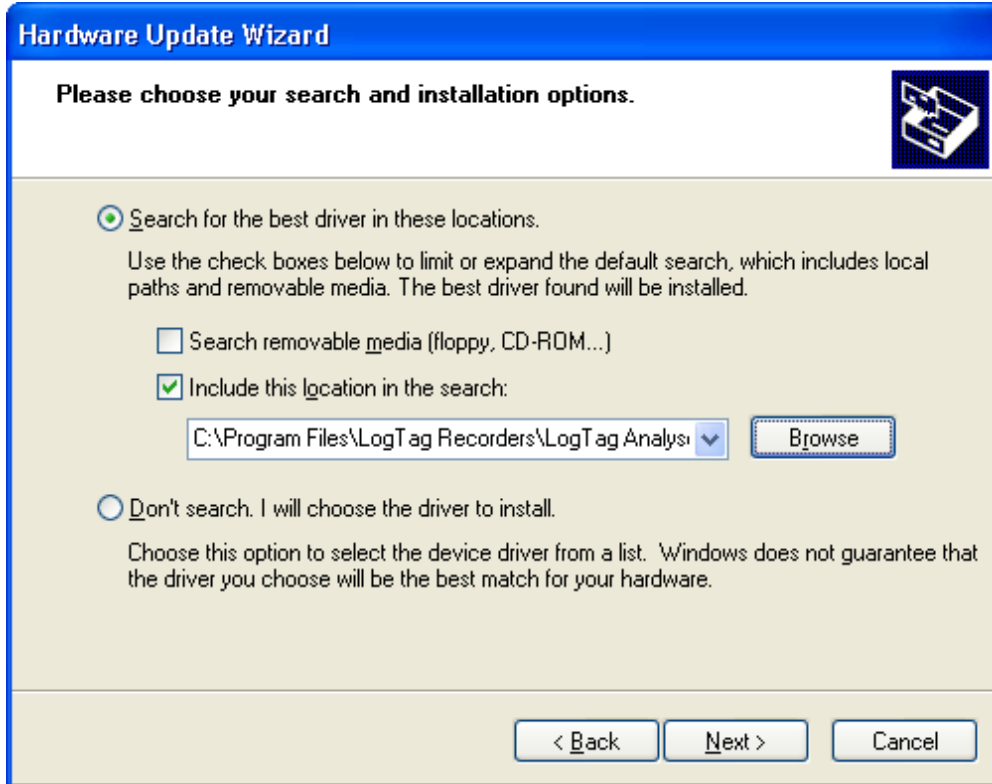 Hardware Update Wizard
Please choose your search and installation options.
Search for the best driver in these locations.
Use the check boxes below to limit or expand the default search, which includes local
paths and removable media. The best driver found will be installed.
Search removable media (floppy, CD-ROM...)
Include this location in the search:
C:\Program Files\LogTag Recorders\LogTag Analys
Browse
Don't search. I will choose the driver to install.
Choose this option to select the device driver from a list.  Windows does not guarantee that
the driver you choose will be the best match for your hardware.
< Back
Next >
Cancel